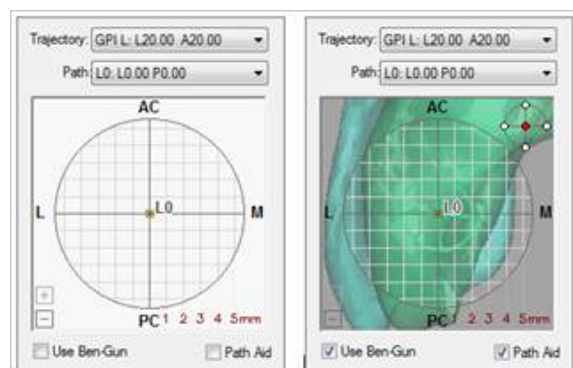 Trajectory: GPI L: L20.00 A20.00
Path: L0: L0.00 P0.00
AC
L
L0
M
PC 1 2 3 4 5mm
Use Ben-Gun
Path Aid
Trajectory: GPI L: L20.00 A20.00
Path: L0: L0.00 P0.00
AC
L
L0
M
PC 1 2 3 4 5mm
Use Ben-Gun
Path Aid